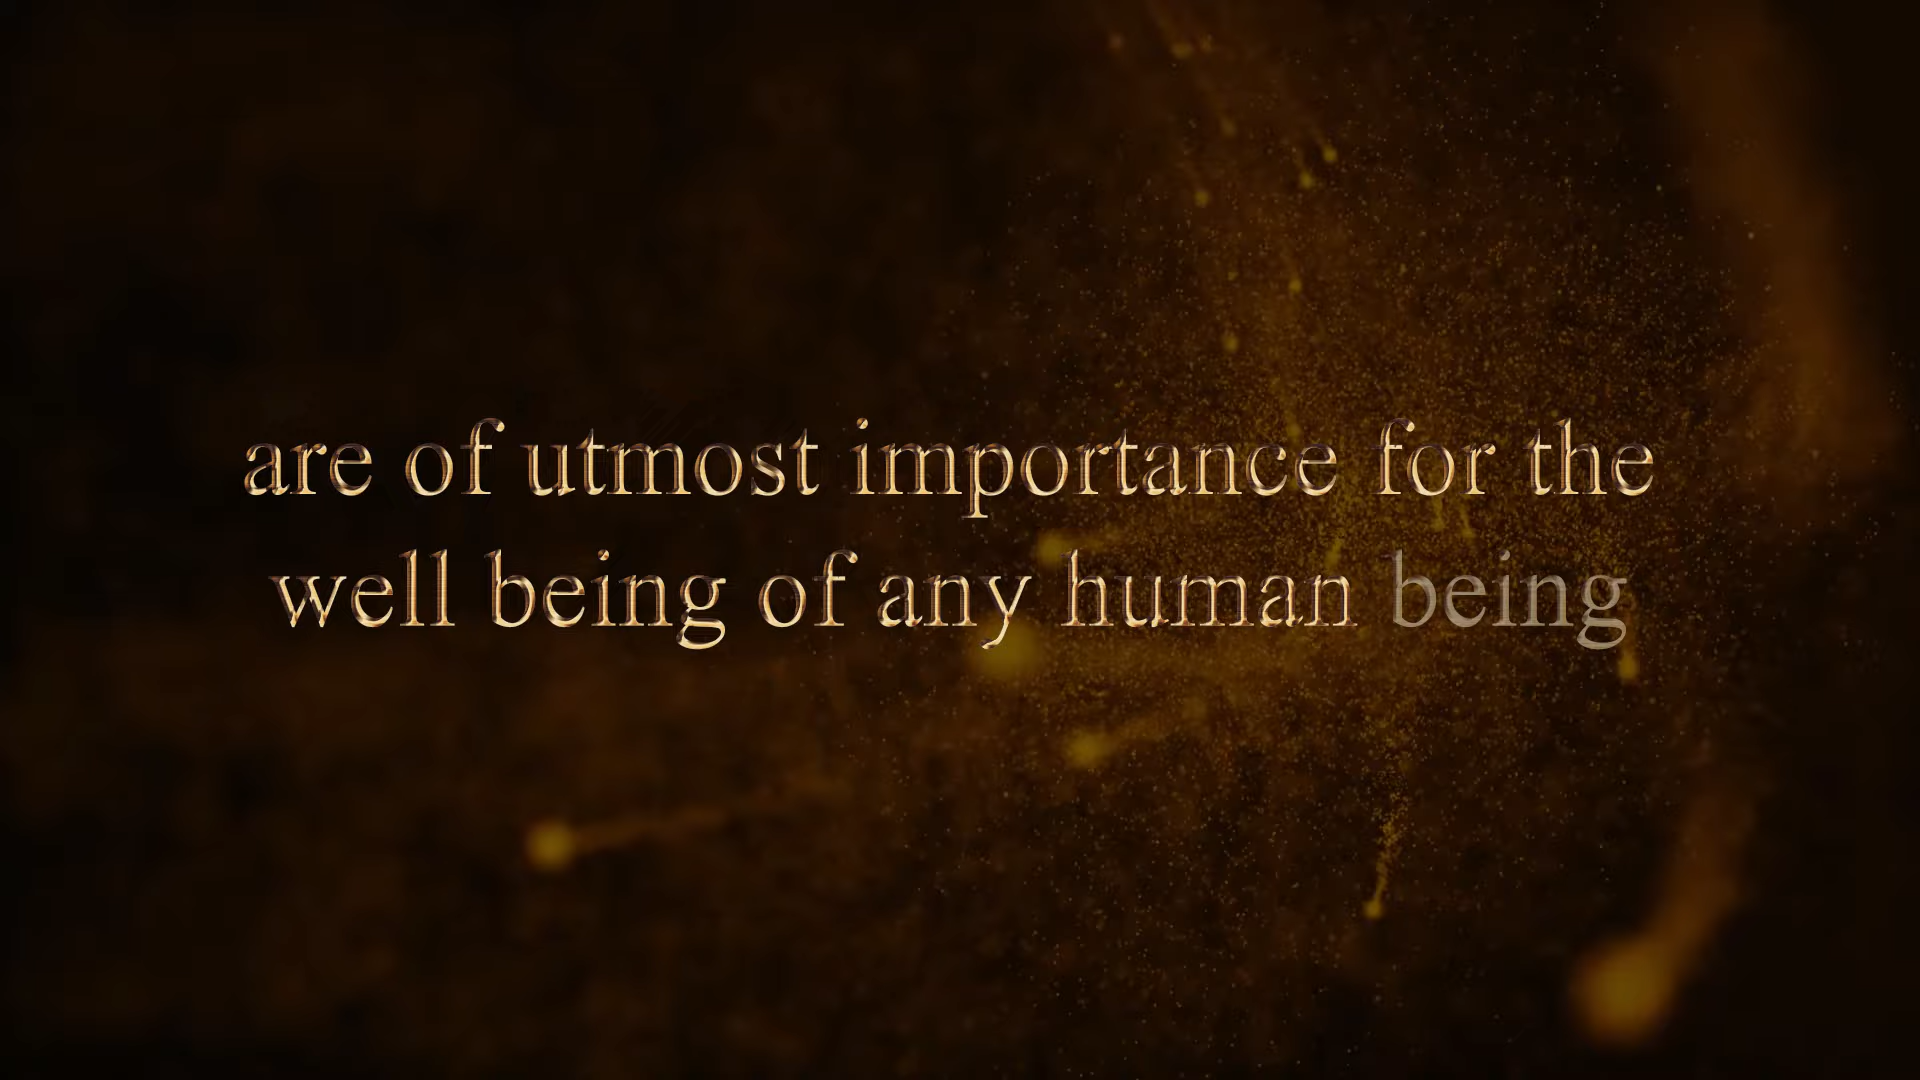 are of utmost importance for the
well being of any human being